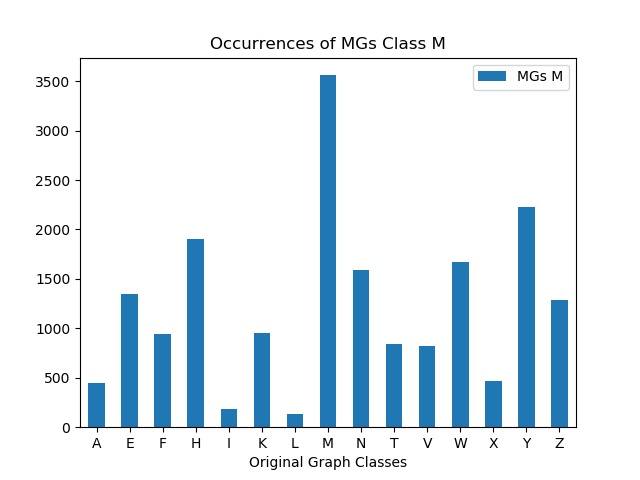 Occurrences of MGs Class M
MGs M
3500
3000
2500
2000
1500
1000
500
0
A E F H I K L M N T V W X Y Z
Original Graph Classes